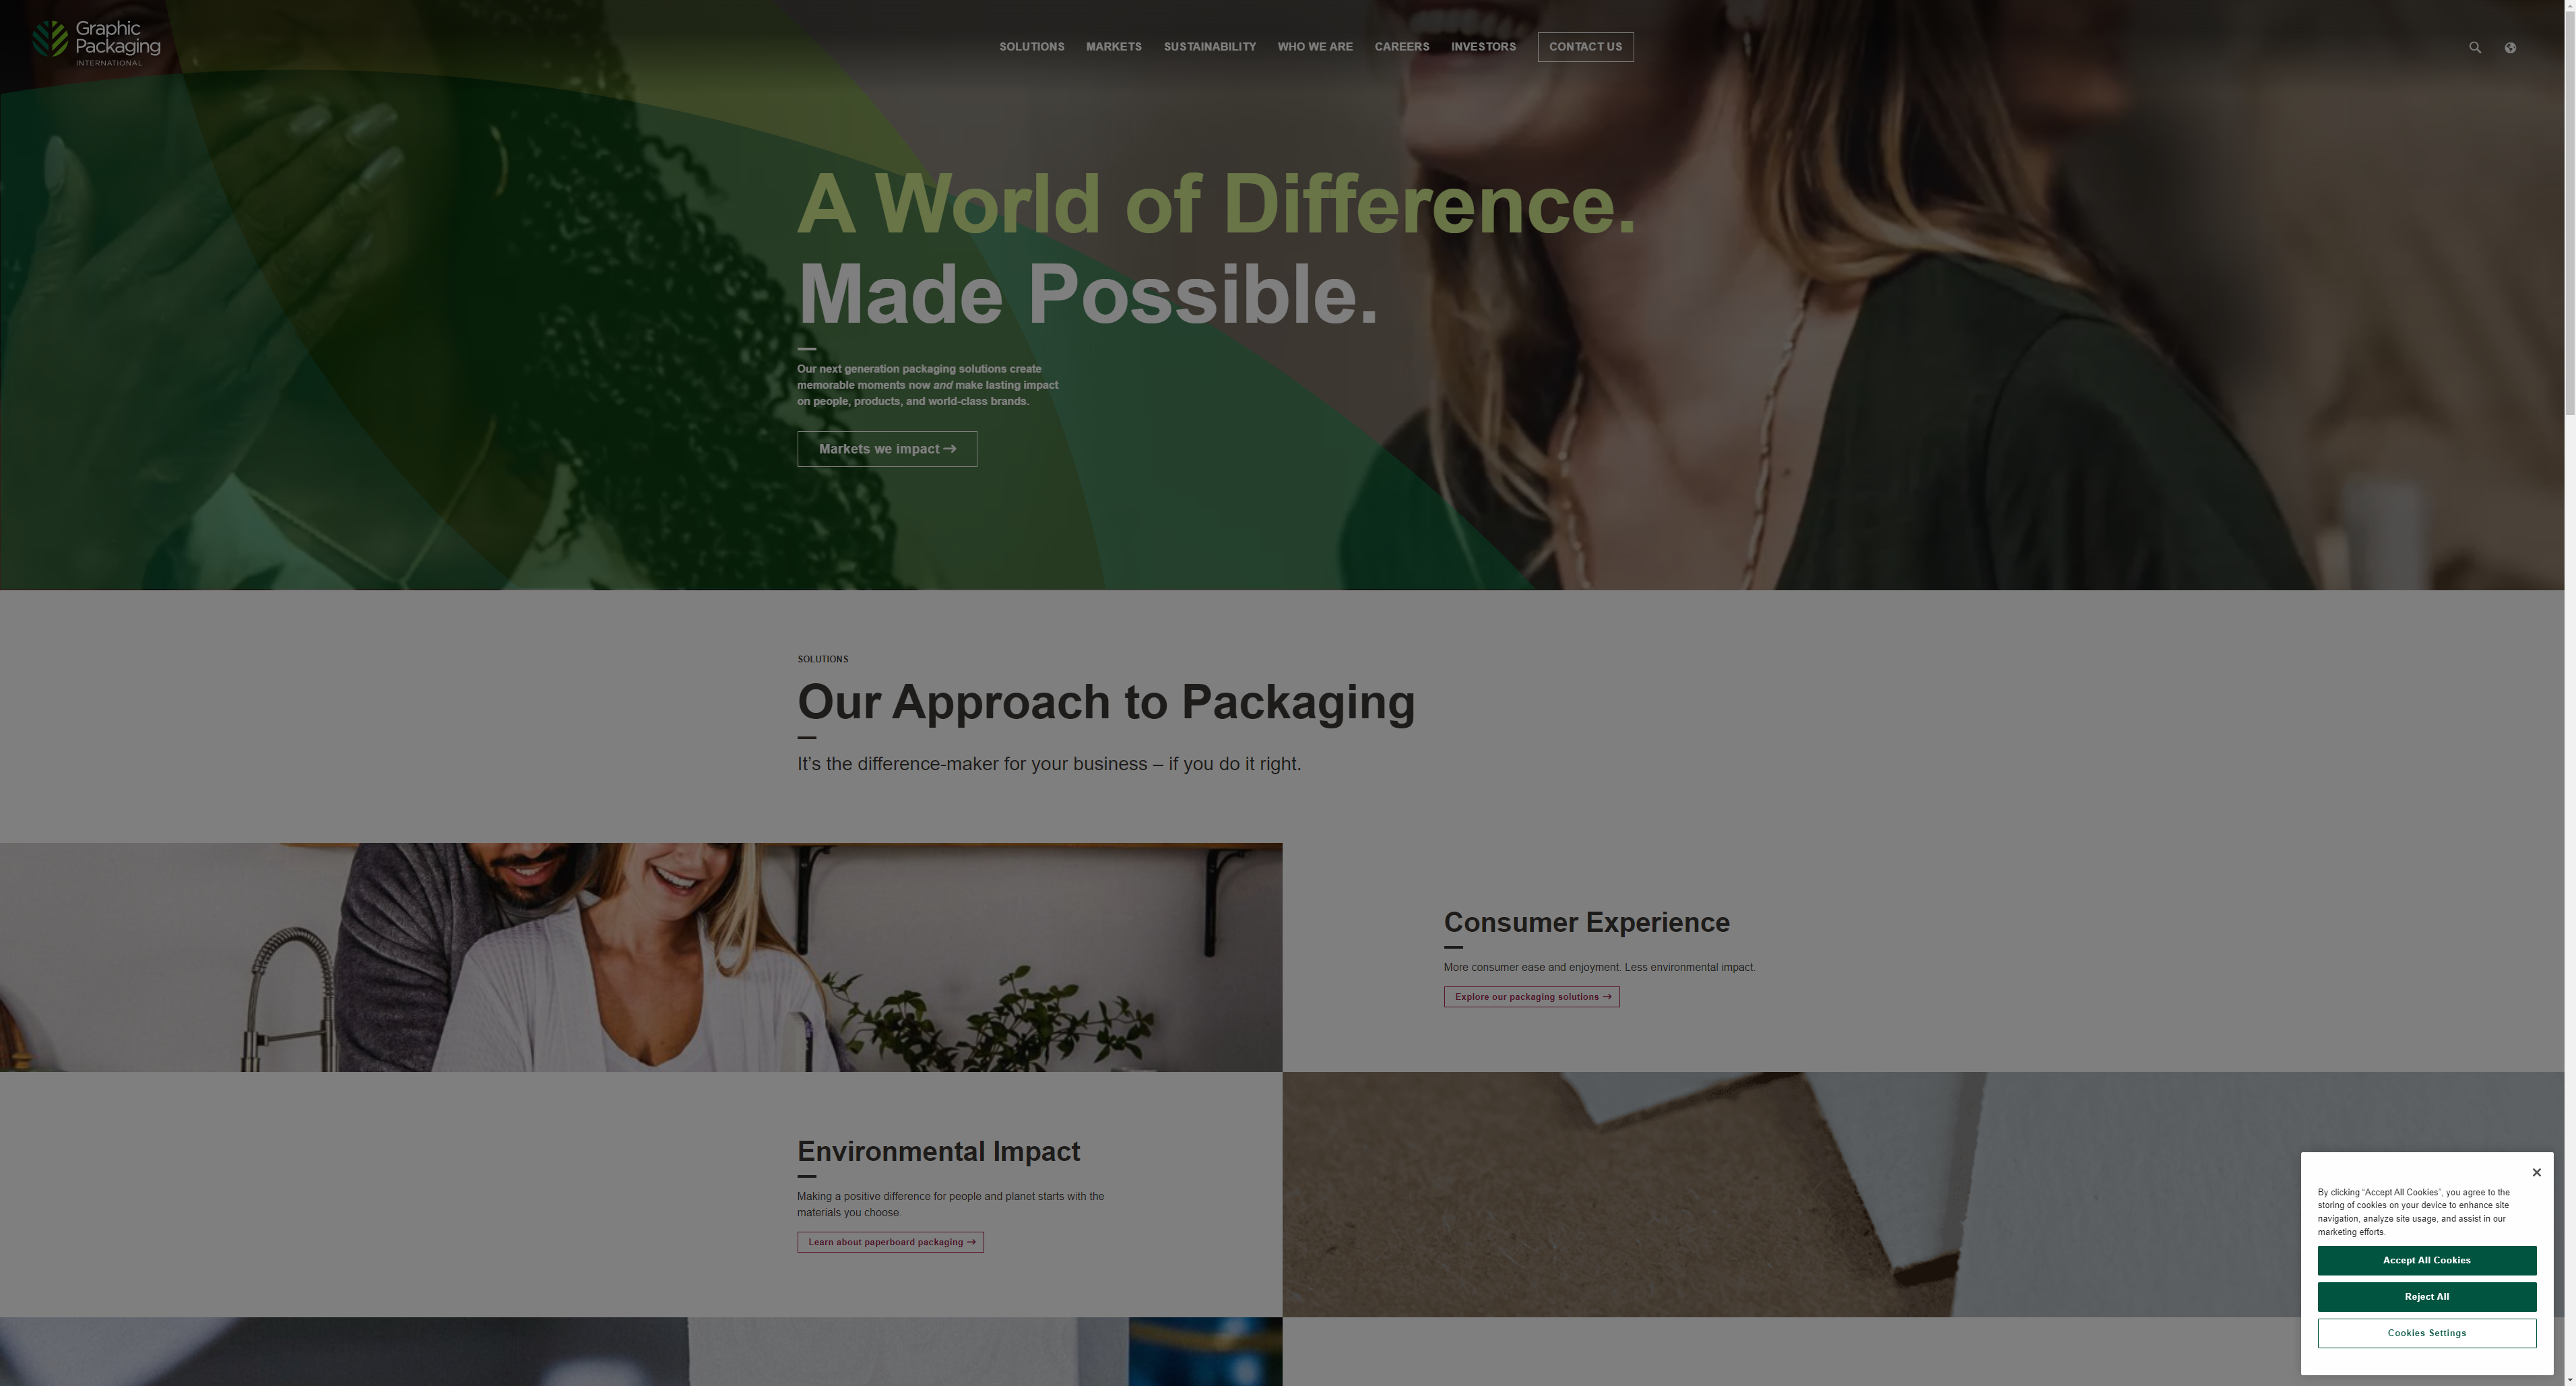 Graphic
Packaging
INTERNATIONAL
SOLUTIONS MARKETS SUSTAINABILITY WHO WE ARE CAREERS INVESTORS CONTACT US
A World of Difference.
Made Possible.
Our next generation packaging solutions create
memorable moments now and make lasting impact
on people, products, and world-class brands.
Markets we impact →
SOLUTIONS
Our Approach to Packaging
It's the difference-maker for your business – if you do it right.
Consumer Experience
More consumer ease and enjoyment. Less environmental impact.
Explore our packaging solutions →
Environmental Impact
Making a positive difference for people and planet starts with the
materials you choose.
Learn about paperboard packaging →
By clicking “Accept All Cookies”, you agree to the
storing of cookies on your device to enhance site
navigation, analyze site usage, and assist in our
marketing efforts.
Accept All Cookies
Reject All
Cookies Settings